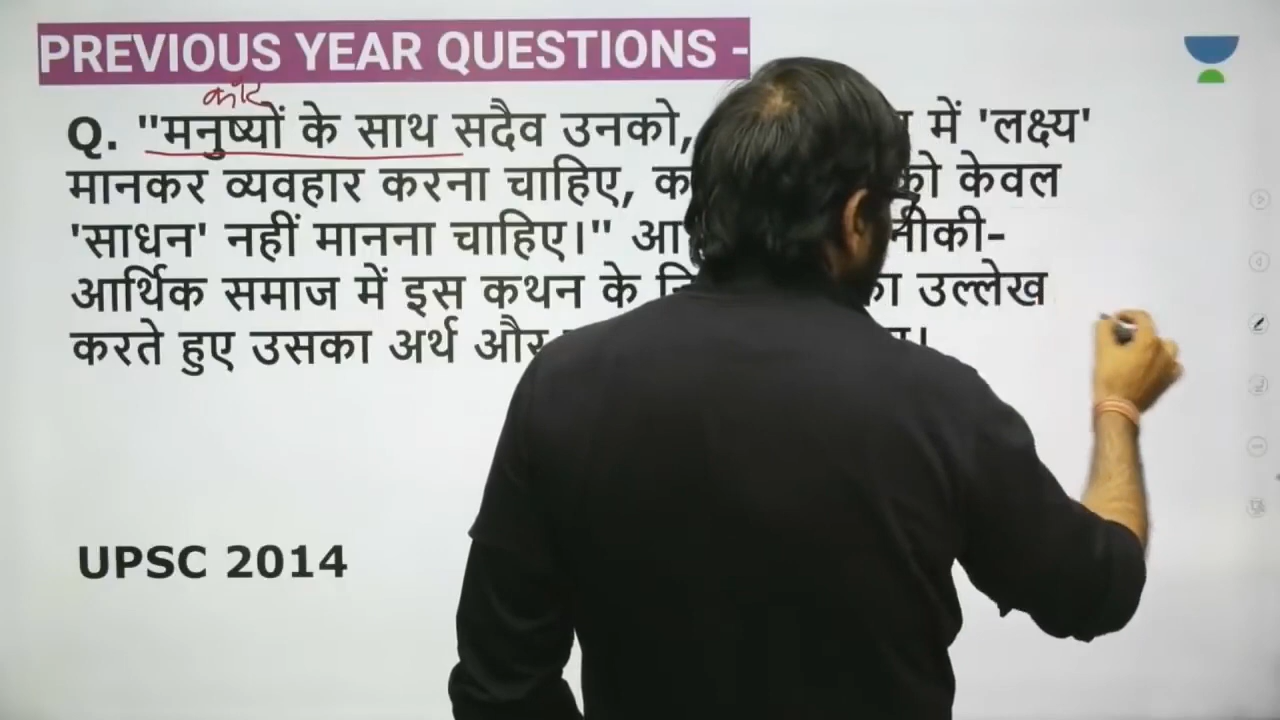 PREVIOUS YEAR QUESTIONS -
कांट
Q. "मनुष्यों के साथ सदैव उनको, में 'लक्ष्य'
मानकर व्यवहार करना चाहिए, को केवल
'साधन' नहीं मानना चाहिए।"
आर्थिक समाज में इस कथन के का उल्लेख
करते हुए उसका अर्थ और
UPSC 2014